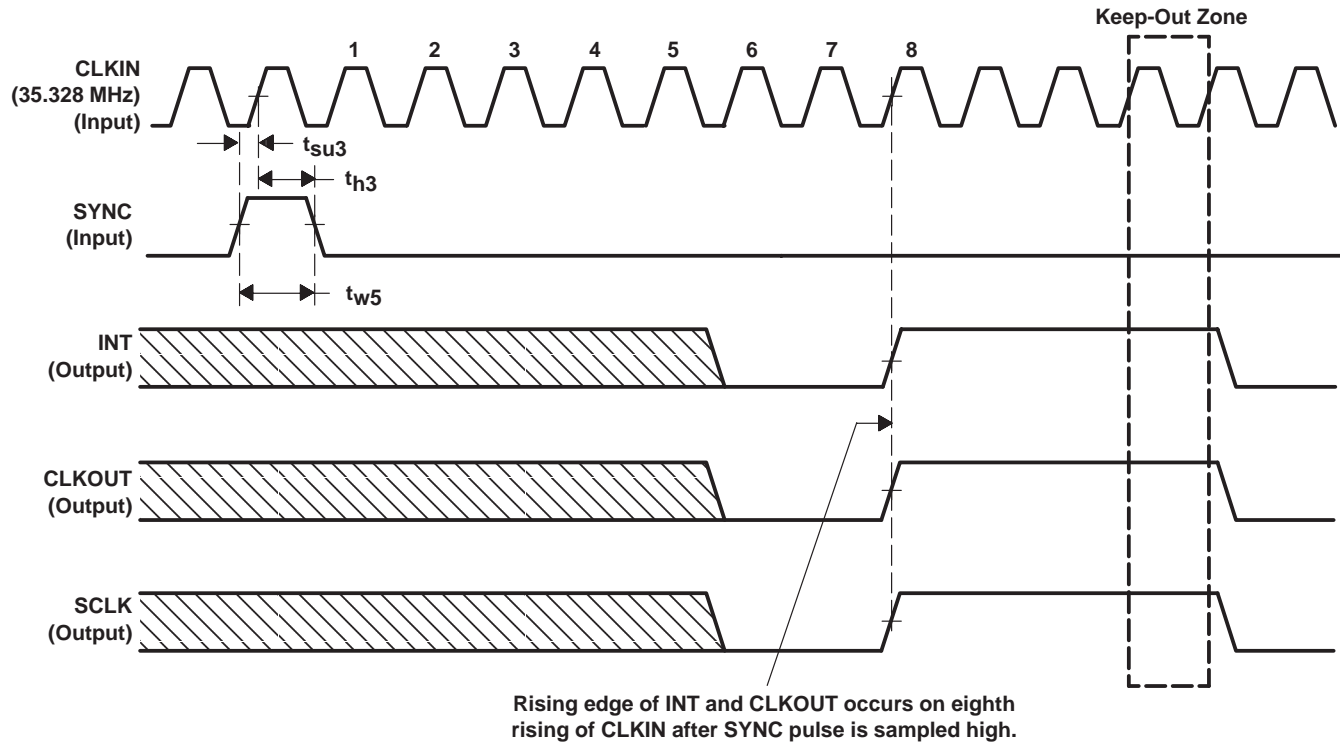 Keep-Out Zone
1 2 3 4 5 6 7 8
CLKIN
(35.328 MHz)
(Input)
tsu3
th3
SYNC
(Input)
tw5
INT
(Output)
CLKOUT
(Output)
SCLK
(Output)
Rising edge of INT and CLKOUT occurs on eighth
rising of CLKIN after SYNC pulse is sampled high.